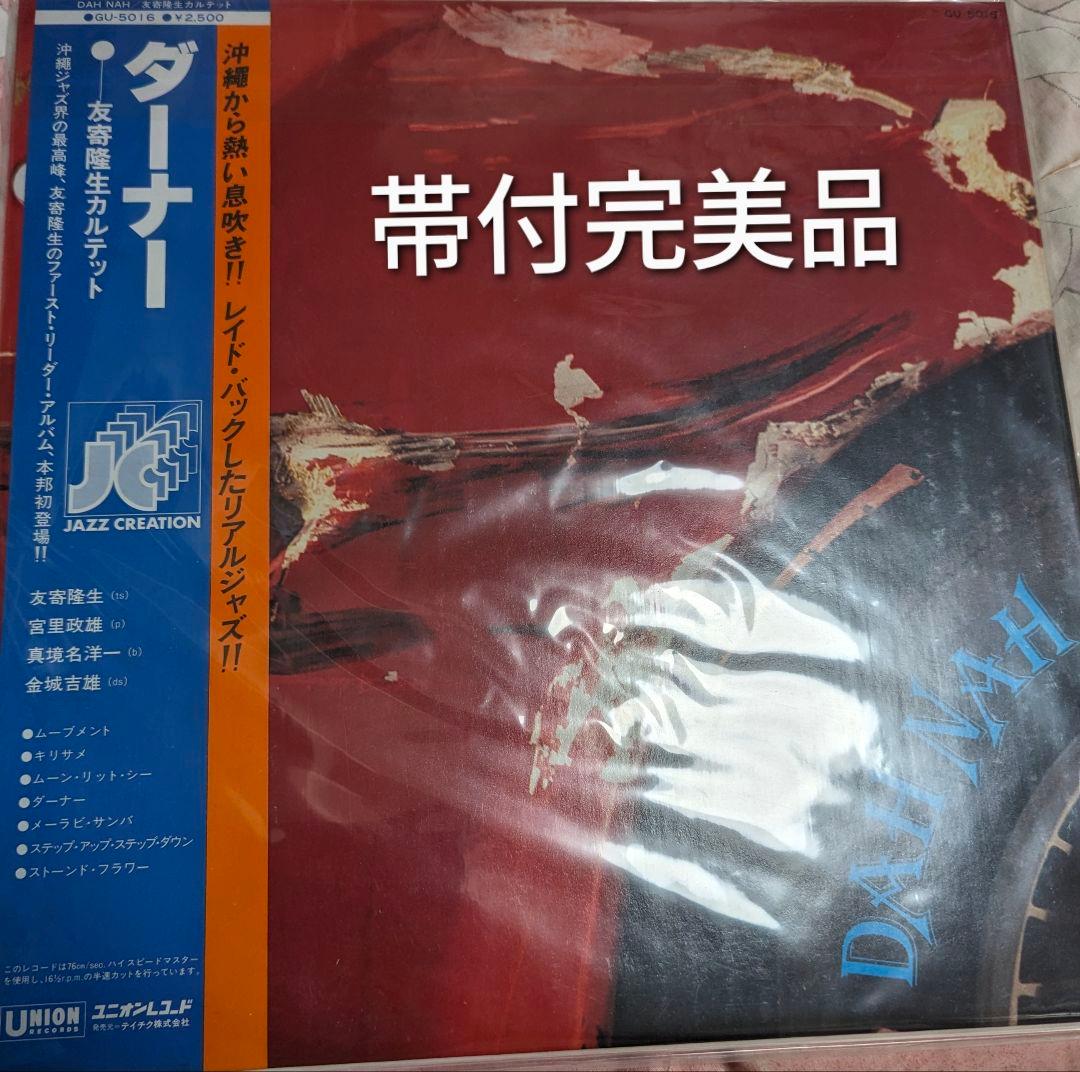 DAH NAH/友寄隆生カルテット
●GU-5016 ●¥2,500
ダーナー
●─友寄隆生カルテット
沖縄ジャズ界の最高峰、友寄隆生のファースト・リーダー・アルバム、本邦初登場!!
沖繩から熱い息吹き!! レイド・バックしたリアルジャズ!!
JC
JAZZ CREATION
友寄隆生(ts)
宮里政雄(p)
真境名洋一(b)
金城吉雄(ds)
●ムーブメント
●キリサメ
●ムーン・リット・シー
●ダーナー
●メーラビ・サンバ
●ステップ・アップ・ステップ・ダウン
●ストーンド・フラワー
このレコードは76cm/sec.ハイスピードマスター
を使用し、16½r.p.m.の半速カットを行っています。
UNION
RECORDS
ユニオンレコード
発売元=テイチク株式会社
GU-5016
帯付完美品
DAH NAH